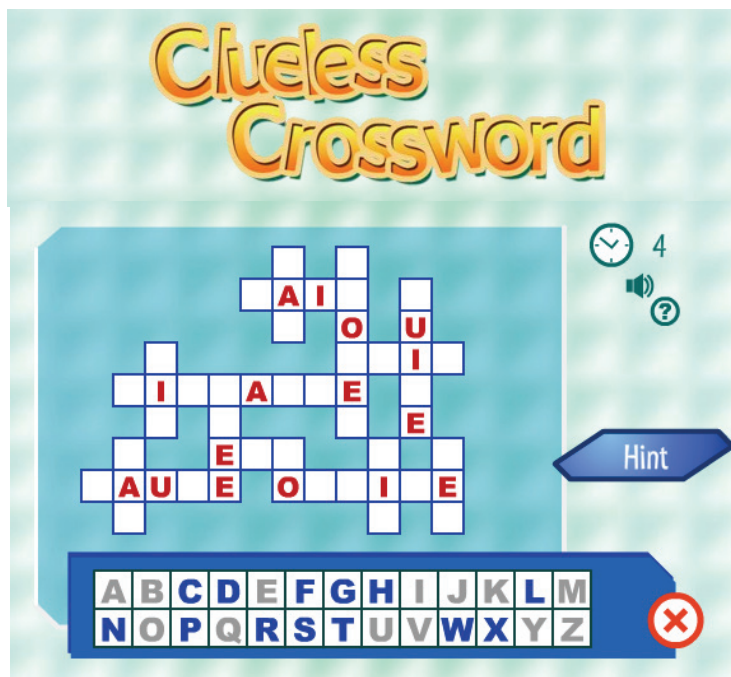 Clueless
Crossword
4
A I
O U
?
I
I A E
E
E
A U E O I E
Hint
A B C D E F G H I J K L M
N O P Q R S T U V W X Y Z